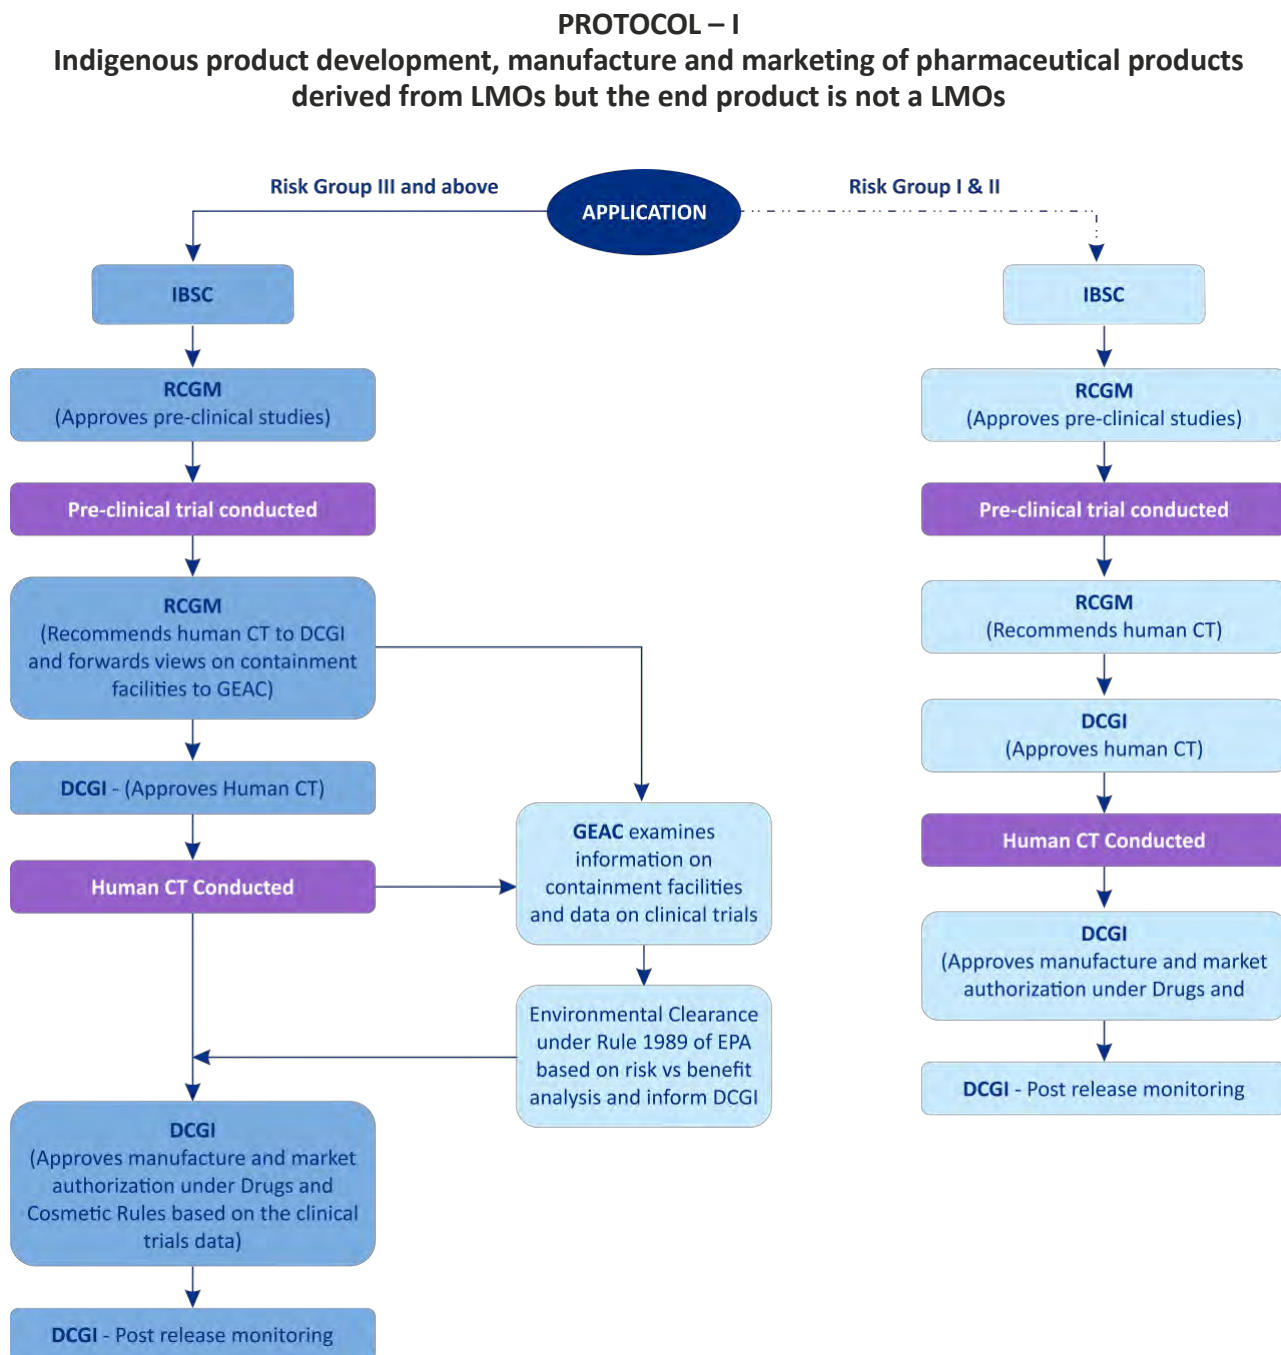 PROTOCOL – I
Indigenous product development, manufacture and marketing of pharmaceutical products
derived from LMOs but the end product is not a LMOs
Risk Group III and above
APPLICATION
Risk Group I & II
IBSC
RCGM
(Approves pre-clinical studies)
Pre-clinical trial conducted
RCGM
(Recommends human CT to DCGI
and forwards views on containment
facilities to GEAC)
DCGI - (Approves Human CT)
Human CT Conducted
GEAC examines
information on
containment facilities
and data on clinical trials
Environmental Clearance
under Rule 1989 of EPA
based on risk vs benefit
analysis and inform DCGI
DCGI
(Approves manufacture and market
authorization under Drugs and
Cosmetic Rules based on the clinical
trials data)
DCGI - Post release monitoring
IBSC
RCGM
(Approves pre-clinical studies)
Pre-clinical trial conducted
RCGM
(Recommends human CT)
DCGI
(Approves human CT)
Human CT Conducted
DCGI
(Approves manufacture and market
authorization under Drugs and
DCGI - Post release monitoring